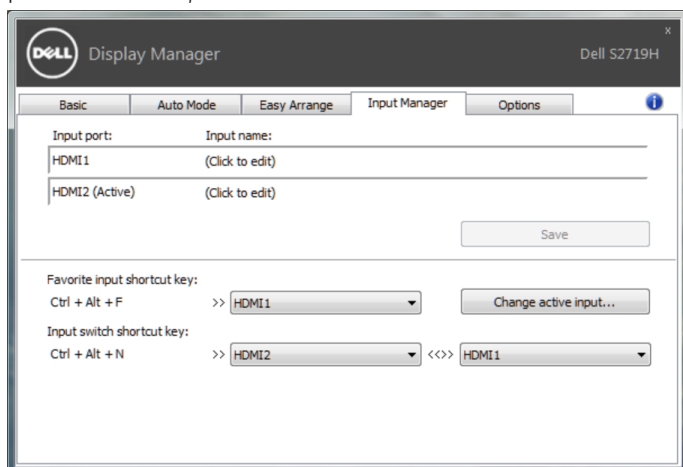 x
DELL Display Manager Dell S2719H
Basic Auto Mode Easy Arrange Input Manager Options i
Input port: Input name:
HDMI1 (Click to edit)
HDMI2 (Active) (Click to edit)
Save
Favorite input shortcut key:
Ctrl + Alt + F >> HDMI1 Change active input...
Input switch shortcut key:
Ctrl + Alt + N >> HDMI2 <<>> HDMI1